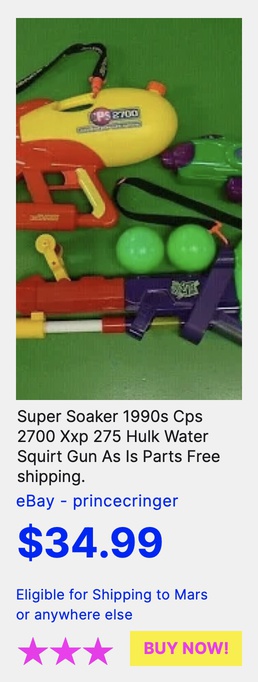 CPS 2700
Super Soaker 1990s Cps
2700 Xxp 275 Hulk Water
Squirt Gun As Is Parts Free
shipping.
eBay - princecringer
$34.99
Eligible for Shipping to Mars
or anywhere else
BUY NOW!